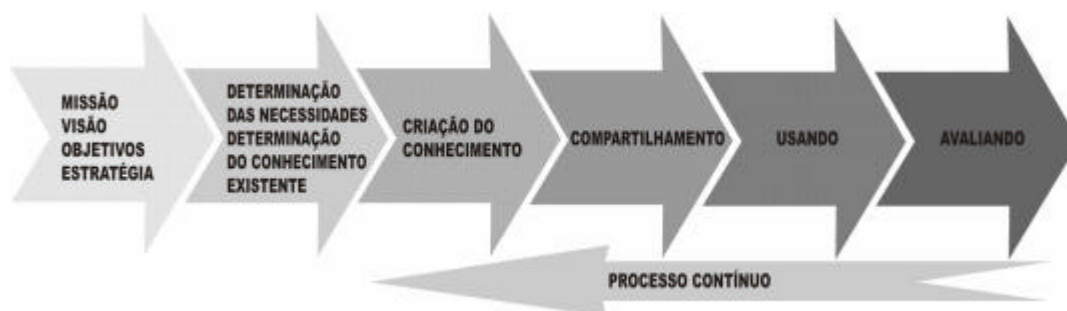 MISSÃO
VISÃO
OBJETIVOS
ESTRATÉGIA
DETERMINAÇÃO
DAS NECESSIDADES
DETERMINAÇÃO
DO CONHECIMENTO
EXISTENTE
CRIAÇÃO DO
CONHECIMENTO
COMPARTILHAMENTO
USANDO
AVALIANDO
PROCESSO CONTÍNUO